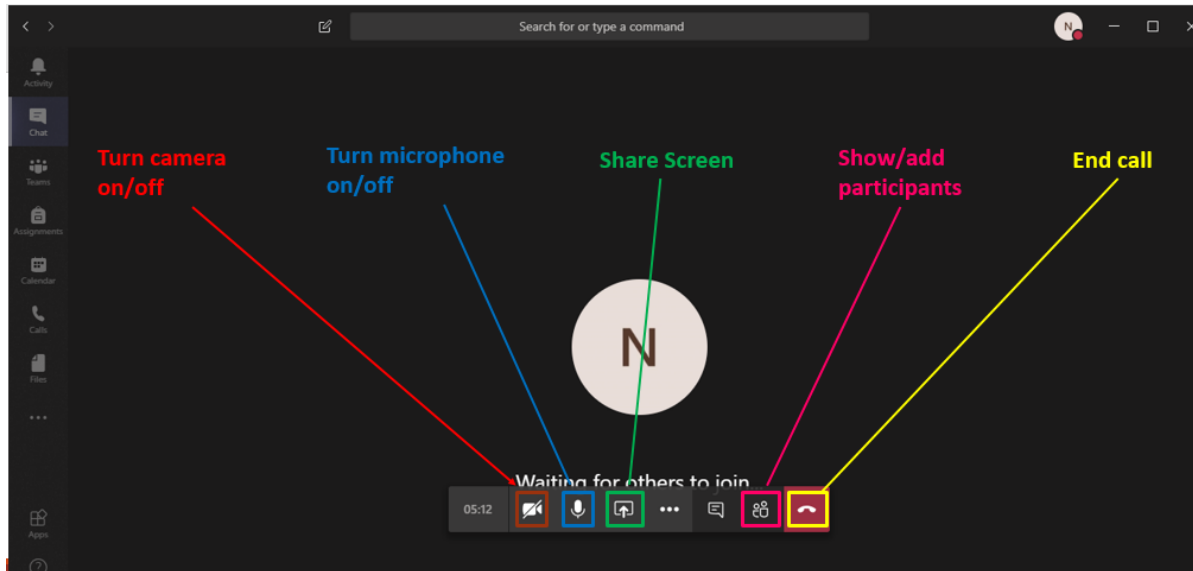 Search for or type a command
N
Activity
Chat
Teams
Assignments
Calendar
Calls
Files
Apps
Turn camera
on/off
Turn microphone
on/off
Share Screen
Show/add
participants
End call
N
Waiting for others to join...
05:12